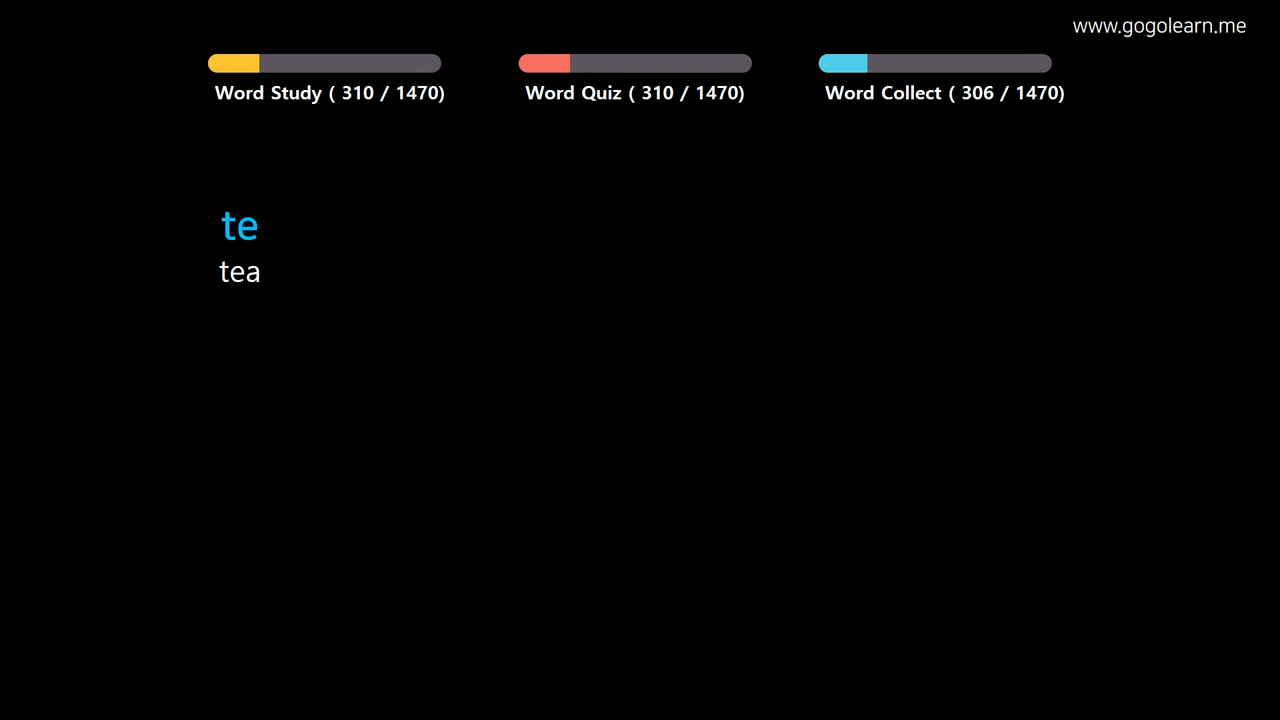 www.gogolearn.me
Word Study ( 310 / 1470)
Word Quiz ( 310 / 1470)
Word Collect ( 306 / 1470)
te
tea